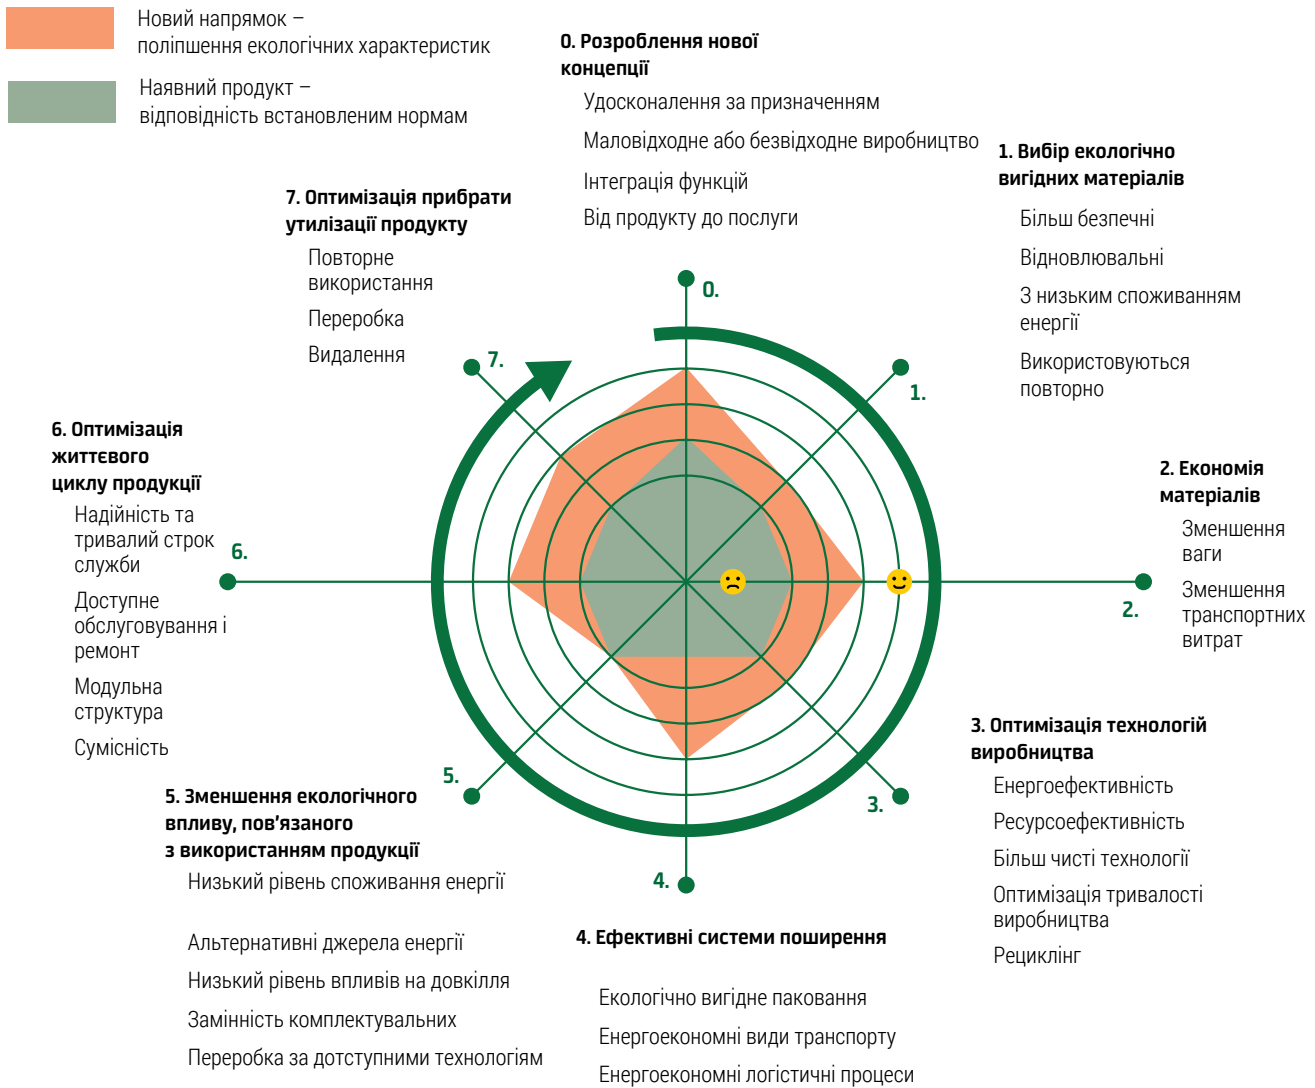 Новий напрямок –
поліпшення екологічних характеристик
Наявний продукт –
відповідність встановленим нормам
0. Розроблення нової
концепції
Удосконалення за призначенням
Маловідходне або безвідходне виробництво
Інтеграція функцій
Від продукту до послуги
1. Вибір екологічно
вигідних матеріалів
Більш безпечні
Відновлювальні
З низьким споживанням
енергії
Використовуються
повторно
2. Економія
матеріалів
Зменшення
ваги
Зменшення
транспортних
витрат
3. Оптимізація технологій
виробництва
Енергоефективність
Ресурсоефективність
Більш чисті технології
Оптимізація тривалості
виробництва
Рециклінг
4. Ефективні системи поширення
Екологічно вигідне паковання
Енергоекономні види транспорту
Енергоекономні логістичні процеси
5. Зменшення екологічного
впливу, пов’язаного
з використанням продукції
Низький рівень споживання енергії
Альтернативні джерела енергії
Низький рівень впливів на довкілля
Замінність комплектувальних
Переробка за дотступними технологіям
6. Оптимізація
життєвого
циклу продукції
Надійність та
тривалий строк
служби
Доступне
обслуговування і
ремонт
Модульна
структура
Сумісність
7. Оптимізація прибрати
утилізації продукту
Повторне
використання
Переробка
Видалення
0.
1.
2.
3.
4.
5.
6.
7.